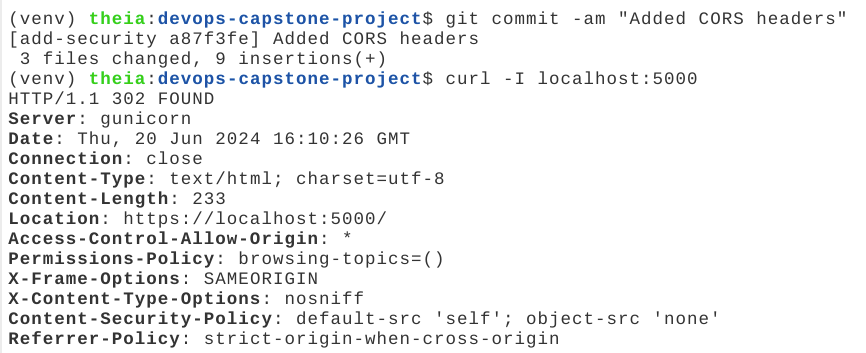 (venv) theia:devops-capstone-project$ git commit -am "Added CORS headers"
[add-security a87f3fe] Added CORS headers
 3 files changed, 9 insertions(+)
(venv) theia:devops-capstone-project$ curl -I localhost:5000
HTTP/1.1 302 FOUND
Server: gunicorn
Date: Thu, 20 Jun 2024 16:10:26 GMT
Connection: close
Content-Type: text/html; charset=utf-8
Content-Length: 233
Location: https://localhost:5000/
Access-Control-Allow-Origin: *
Permissions-Policy: browsing-topics=()
X-Frame-Options: SAMEORIGIN
X-Content-Type-Options: nosniff
Content-Security-Policy: default-src 'self'; object-src 'none'
Referrer-Policy: strict-origin-when-cross-origin